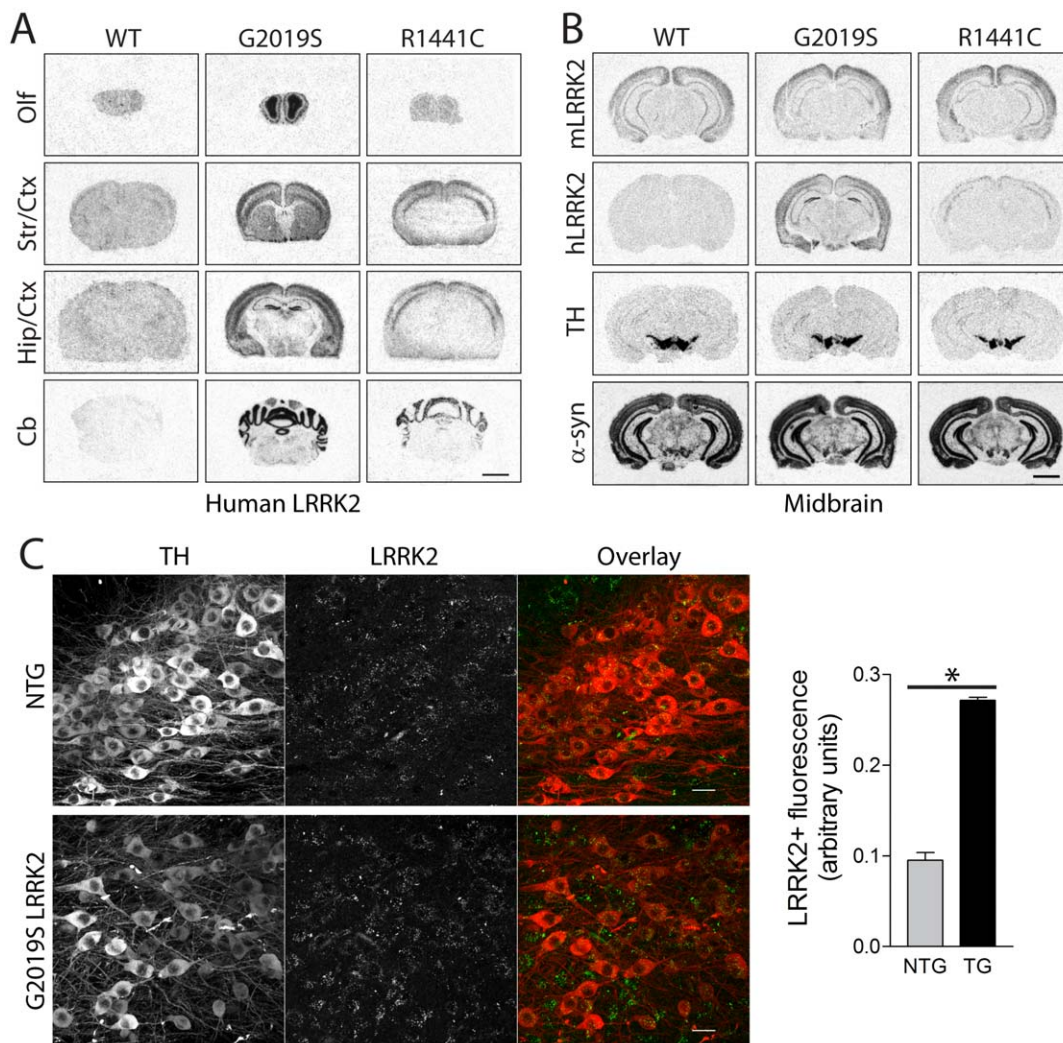 A
WT G2019S R1441C
Olf
Str/Ctx
Hip/Ctx
Cb
Human LRRK2
B
WT G2019S R1441C
mLRRK2
hLRRK2
TH
α-syn
Midbrain
C
TH LRRK2 Overlay
NTG
G2019S LRRK2
LRRK2+ fluorescence
(arbitrary units)
0.3
0.2
0.1
0.0
*
NTG TG